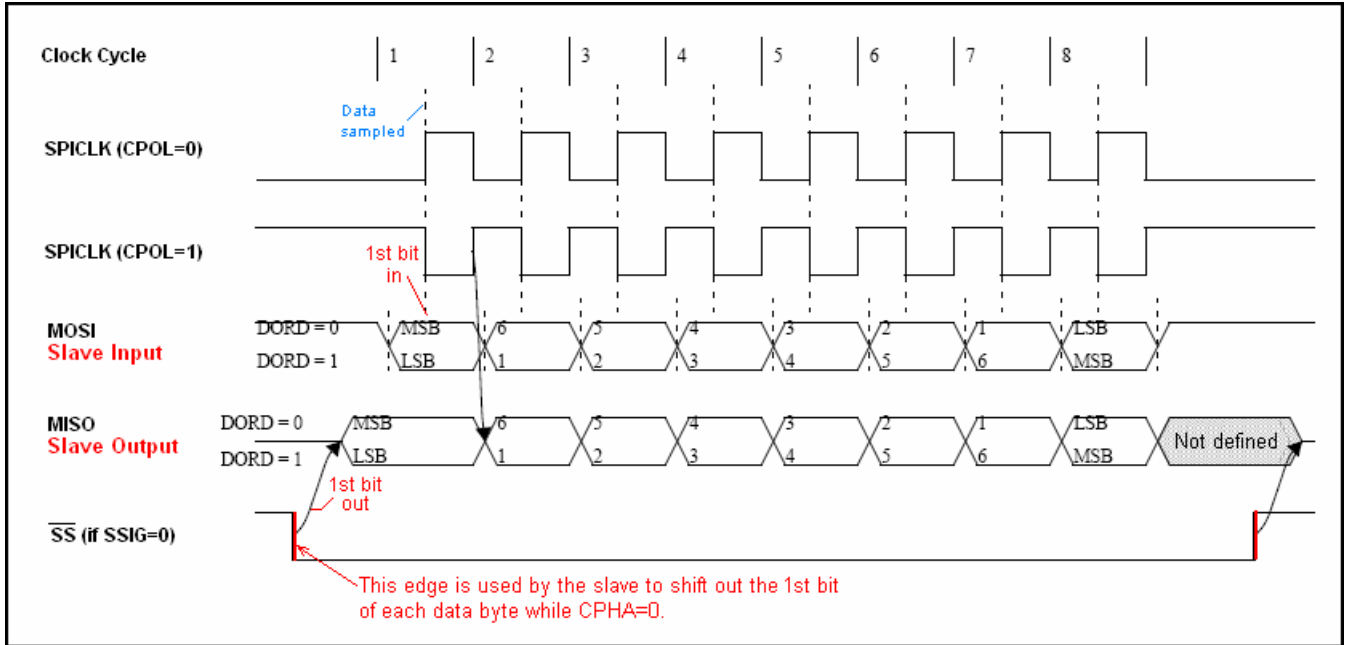 Clock Cycle 1 2 3 4 5 6 7 8
Data
sampled
SPICLK (CPOL=0)
SPICLK (CPOL=1)
1st bit
in
MOSI DORD = 0 MSB 6 5 4 3 2 1 LSB
Slave Input DORD = 1 LSB 1 2 3 4 5 6 MSB
MISO DORD = 0 MSB 6 5 4 3 2 1 LSB
Slave Output DORD = 1 LSB 1 2 3 4 5 6 MSB
Not defined
1st bit
out
SS (if SSIG=0)
This edge is used by the slave to shift out the 1st bit
of each data byte while CPHA=0.